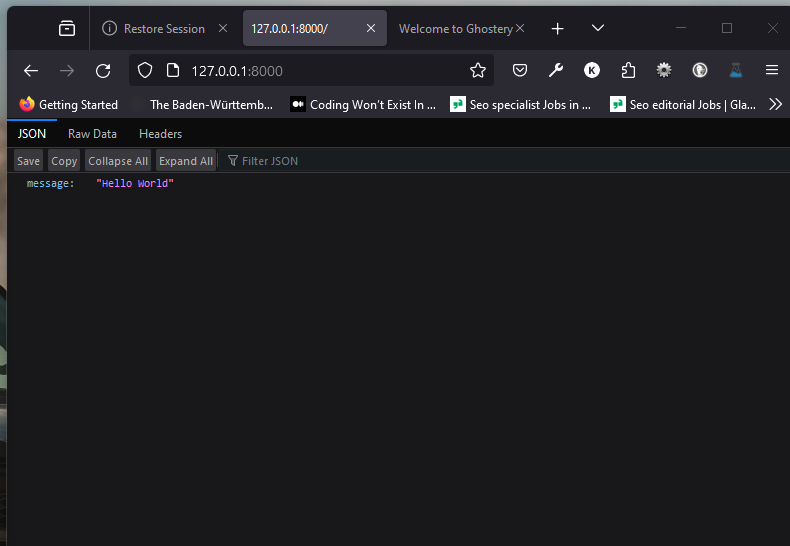 Restore Session 127.0.0.1:8000/ Welcome to Ghostery
127.0.0.1:8000
Getting Started The Baden-Württemb... Coding Won't Exist In ... Seo specialist Jobs in ... Seo editorial Jobs | Gla...
JSON Raw Data Headers
Save Copy Collapse All Expand All Filter JSON
message: "Hello World"